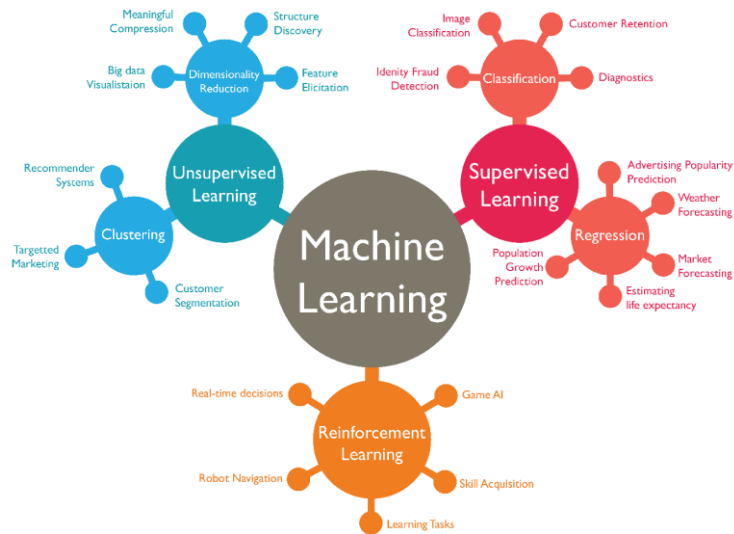 Meaningful
Compression
Structure
Discovery
Big data
Visualistaion
Dimensionality
Reduction
Feature
Elicitation
Unsupervised
Learning
Recommender
Systems
Clustering
Targetted
Marketing
Customer
Segmentation
Machine
Learning
Image
Classification
Customer Retention
Idenity Fraud
Detection
Classification
Diagnostics
Supervised
Learning
Advertising Popularity
Prediction
Weather
Forecasting
Regression
Population
Growth
Prediction
Market
Forecasting
Estimating
life expectancy
Real-time decisions
Game AI
Reinforcement
Learning
Robot Navigation
Skill Acquisition
Learning Tasks